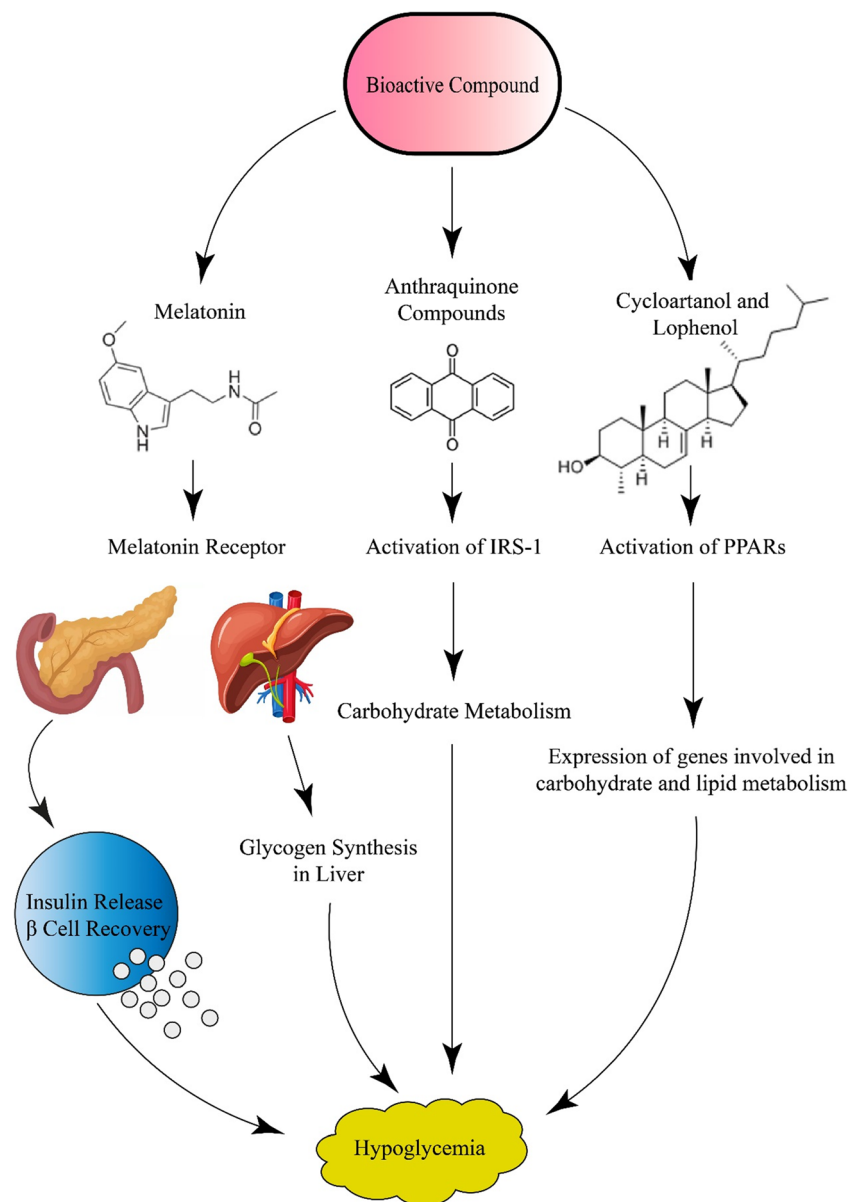 Bioactive Compound
Melatonin
Anthraquinone
Compounds
Cycloartanol and
Lophenol
O
NH
O
NH
O
O
H
H
H
HO
Melatonin Receptor
Activation of IRS-1
Activation of PPARs
Carbohydrate Metabolism
Expression of genes involved in
carbohydrate and lipid metabolism
Glycogen Synthesis
in Liver
Insulin Release
β Cell Recovery
Hypoglycemia